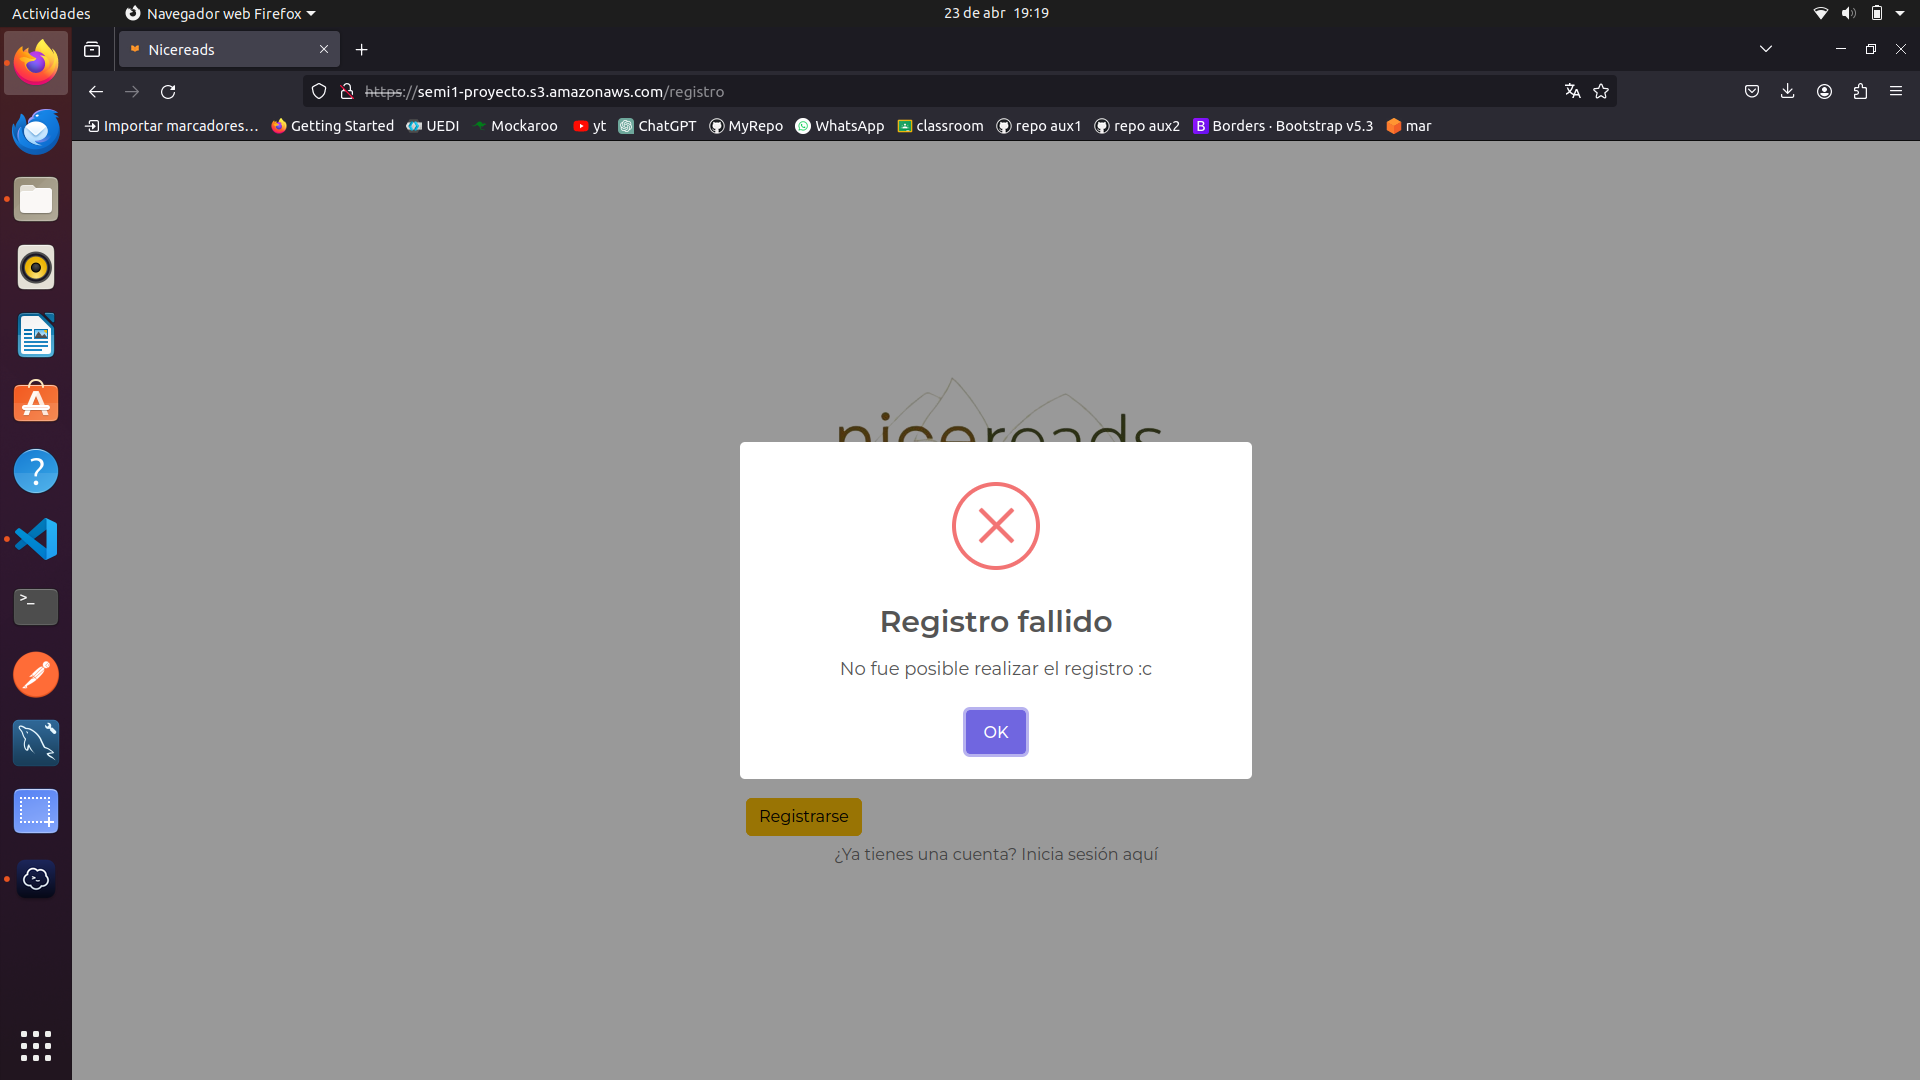 Actividades
Navegador web Firefox
23 de abr 19:19
Nicereads
https://semi1-proyecto.s3.amazonaws.com/registro
Importar marcadores...
Getting Started
UEDI
Mockaroo
yt
ChatGPT
MyRepo
WhatsApp
classroom
repo aux1
repo aux2
B Borders · Bootstrap v5.3
mar
nicereads
Registro fallido
No fue posible realizar el registro :c
OK
Registrarse
¿Ya tienes una cuenta? Inicia sesión aquí